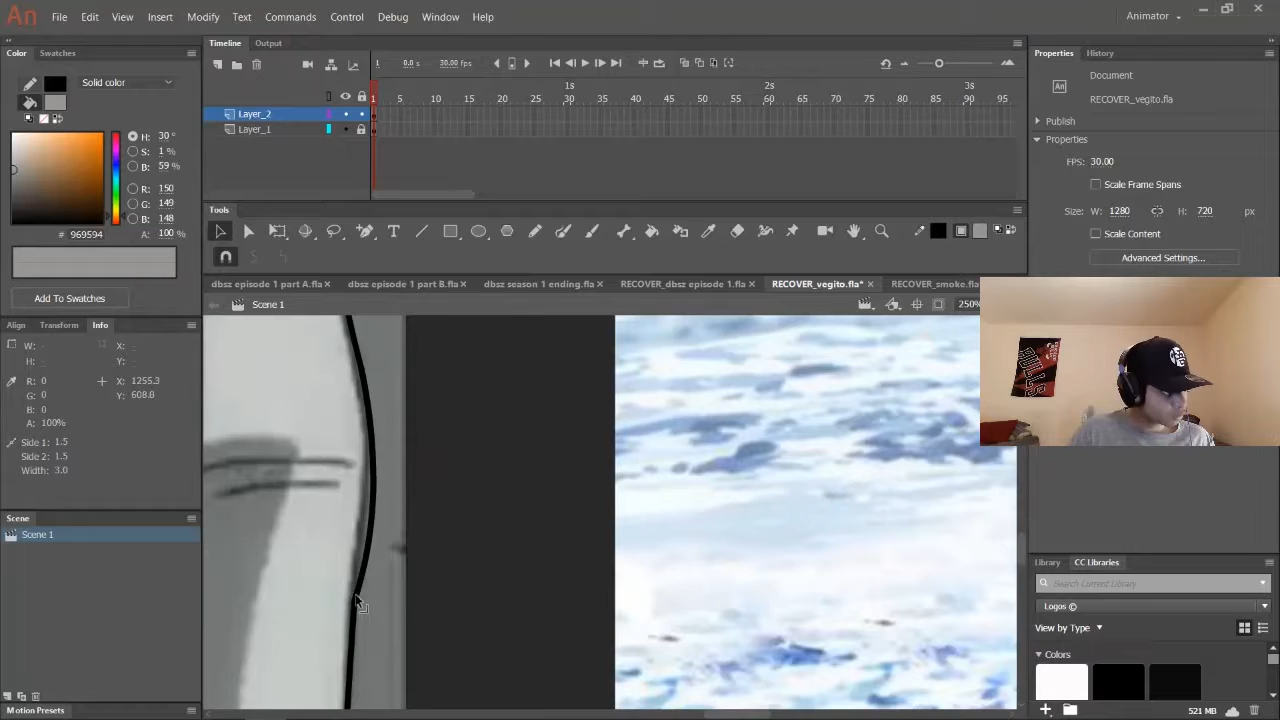 An File Edit View Insert Modify Text Commands Control Debug Window Help Animator
Color Swatches
Solid color
H: 30 °
S: 1 %
B: 59 %
R: 150
G: 149
B: 148
# 969594 A: 100 %
Add To Swatches
Align Transform Info
W: - X: -
H: - Y: -
R: 0
G: 0
B: 0
A: 100%
X: 1255.3
Y: 608.0
Side 1: 1.5
Side 2: 1.5
Width: 3.0
Scene
Scene 1
Motion Presets
Timeline Output
1 0.0 s 30.00 fps
1s 2s 3s
1 5 10 15 20 25 30 35 40 45 50 55 60 65 70 75 80 85 90 95
Layer_2
Layer_1
Tools
dbsz episode 1 part A.fla × dbsz episode 1 part B.fla × dbsz season 1 ending.fla × RECOVER_dbsz episode 1.fla × RECOVER_vegito.fla* × RECOVER_smoke.fla
Scene 1 250%
BULLS
Properties History
Document
RECOVER_vegito.fla
Publish
Properties
FPS: 30.00
Scale Frame Spans
Size: W: 1280 H: 720 px
Scale Content
Advanced Settings...
Library CC Libraries
Search Current Library
Logos ©
View by Type
Colors
521 MB